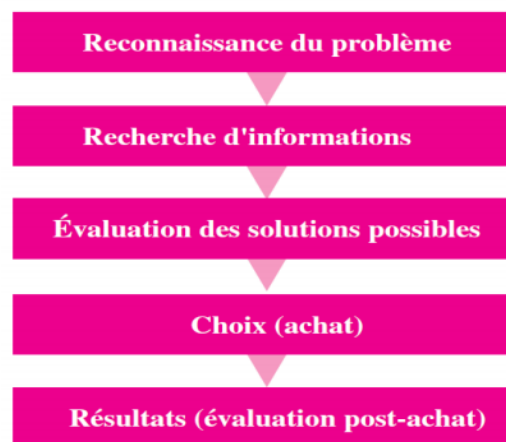 Reconnaissance du problème
Recherche d'informations
Évaluation des solutions possibles
Choix (achat)
Résultats (évaluation post-achat)